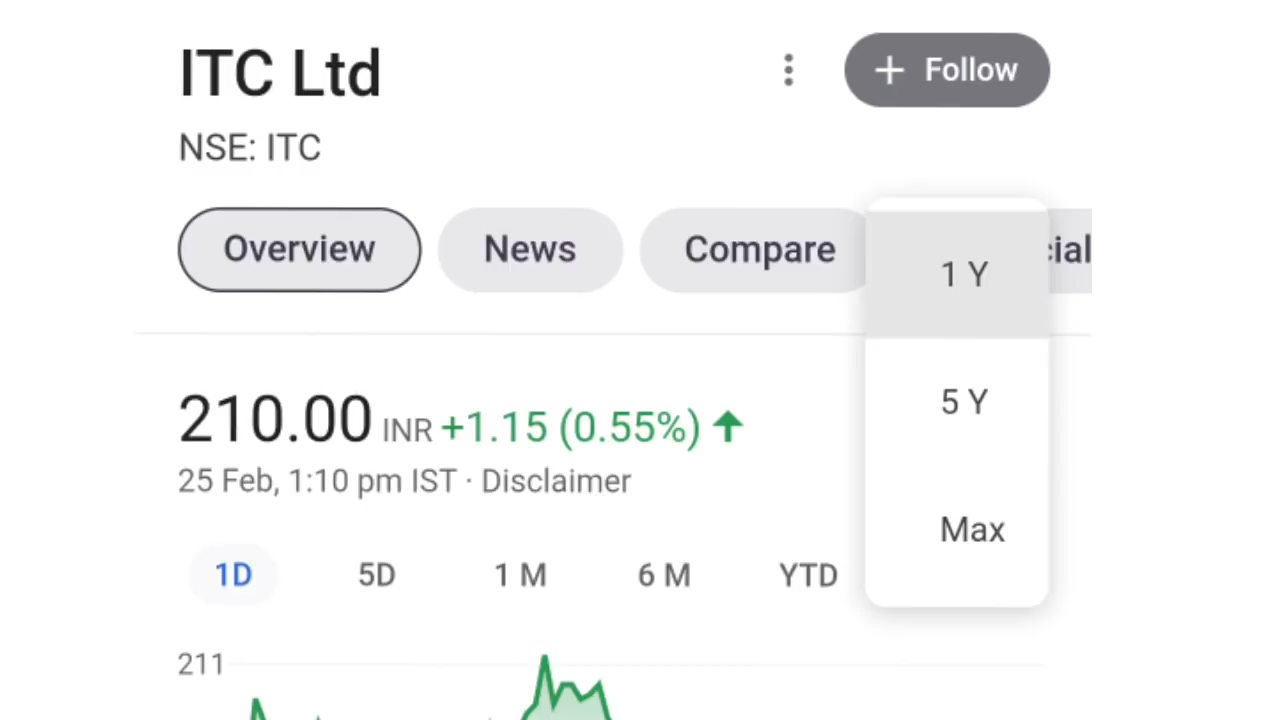 ITC Ltd
+ Follow
NSE: ITC
Overview News Compare
1 Y
5 Y
Max
210.00 INR +1.15 (0.55%)
25 Feb, 1:10 pm IST · Disclaimer
1D 5D 1 M 6 M YTD
211